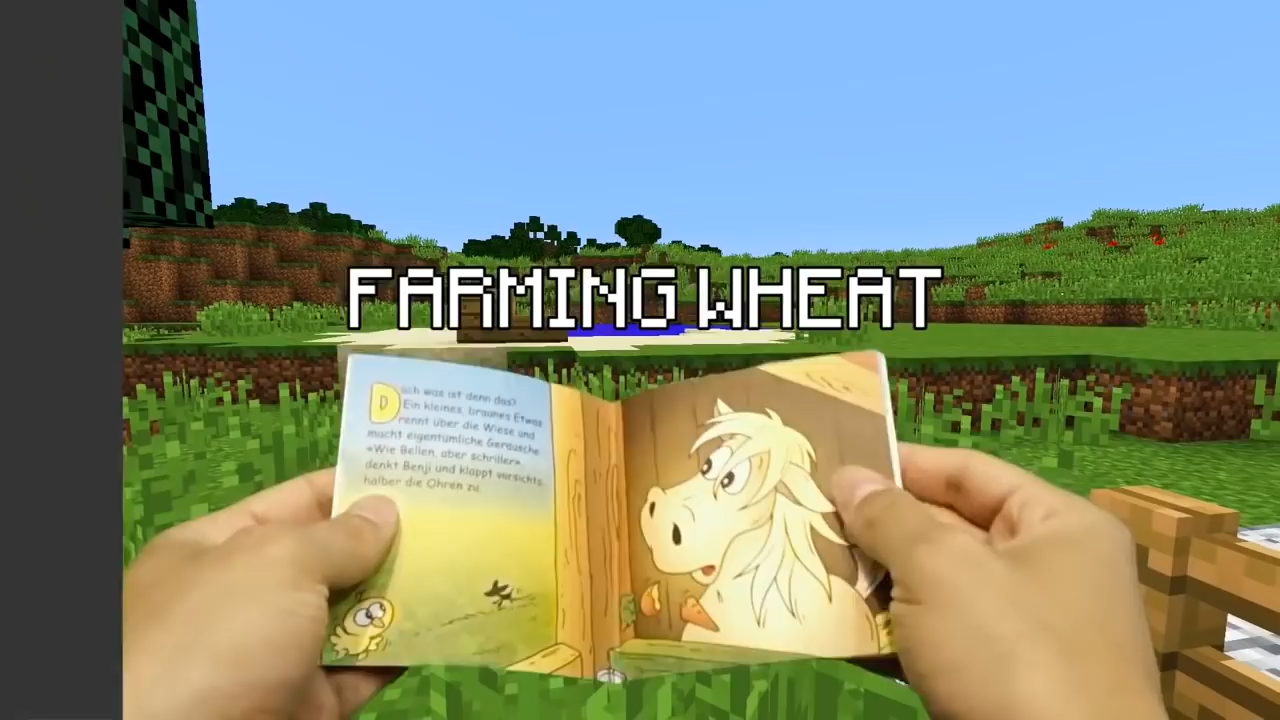 FARMING WHEAT
Doch was ist denn das?
Ein kleines, braunes Etwas
rennt über die Wiese und
macht eigentümliche Geräusche.
«Wie Bellen, aber schriller»,
denkt Benji und klappt vorsichts-
halber die Ohren zu.